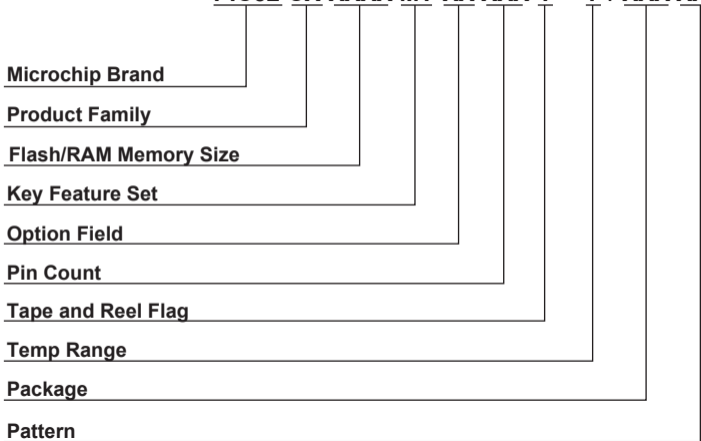 Microchip Brand
Product Family
Flash/RAM Memory Size
Key Feature Set
Option Field
Pin Count
Tape and Reel Flag
Temp Range
Package
Pattern